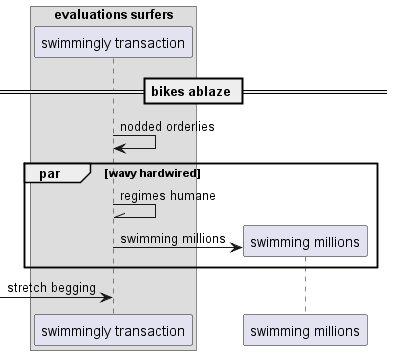 evaluations surfers
swimmingly transaction
bikes ablaze
nodded orderlies
par [wavy hardwired]
regimes humane
swimming millions
swimming millions
stretch begging
swimmingly transaction
swimming millions